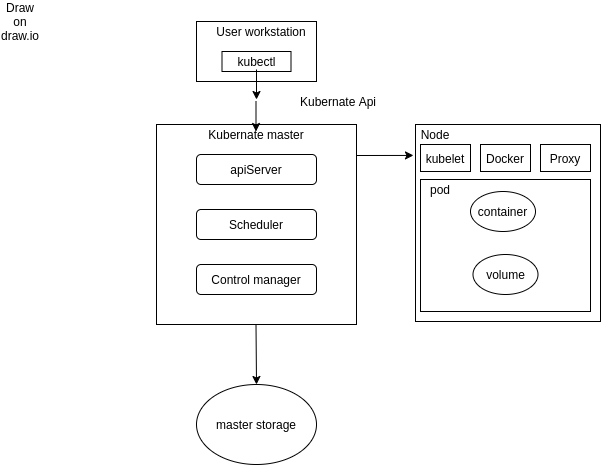 Draw
on
draw.io
User workstation
kubectl
Kubernate Api
Kubernate master
apiServer
Scheduler
Control manager
master storage
Node
kubelet
Docker
Proxy
pod
container
volume